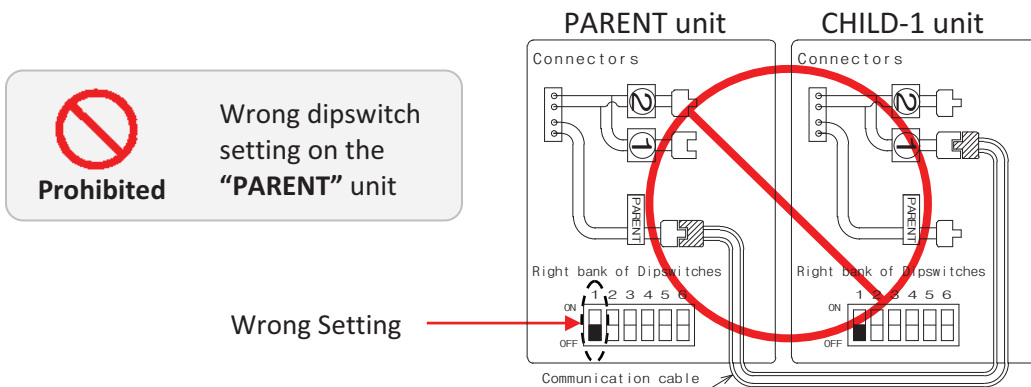 PARENT unit
CHILD-1 unit
Connectors
Connectors
2
1
PARENT
2
1
PARENT
Prohibited
Wrong dipswitch
setting on the
“PARENT” unit
Right bank of Dipswitches
1 2 3 4 5 6
ON
OFF
Right bank of Dipswitches
1 2 3 4 5 6
ON
OFF
Wrong Setting
Communication cable